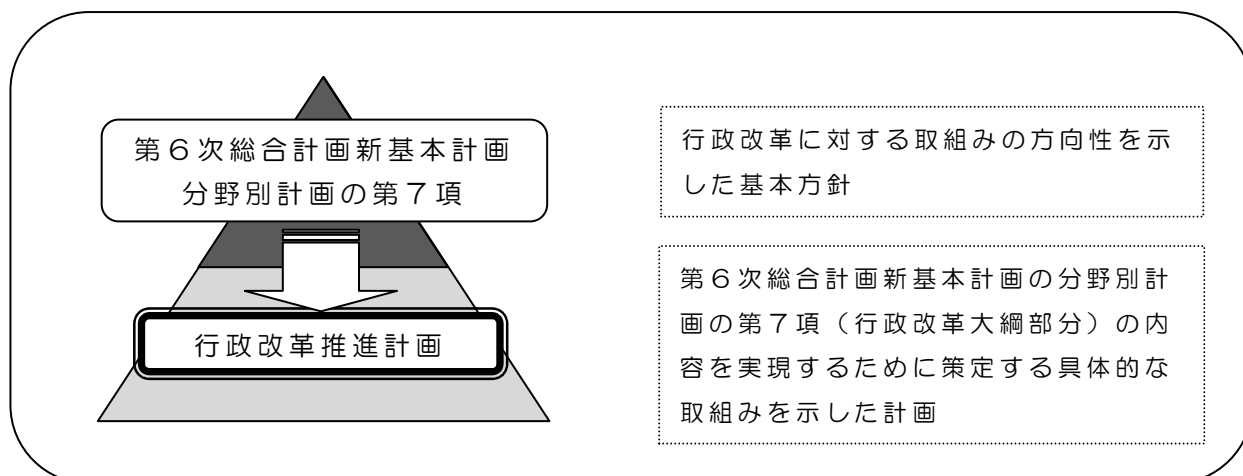 第６次総合計画新基本計画
分野別計画の第７項
行政改革に対する取組みの方向性を示
した基本方針
行政改革推進計画
第６次総合計画新基本計画の分野別計
画の第７項（行政改革大綱部分）の内
容を実現するために策定する具体的な
取組みを示した計画